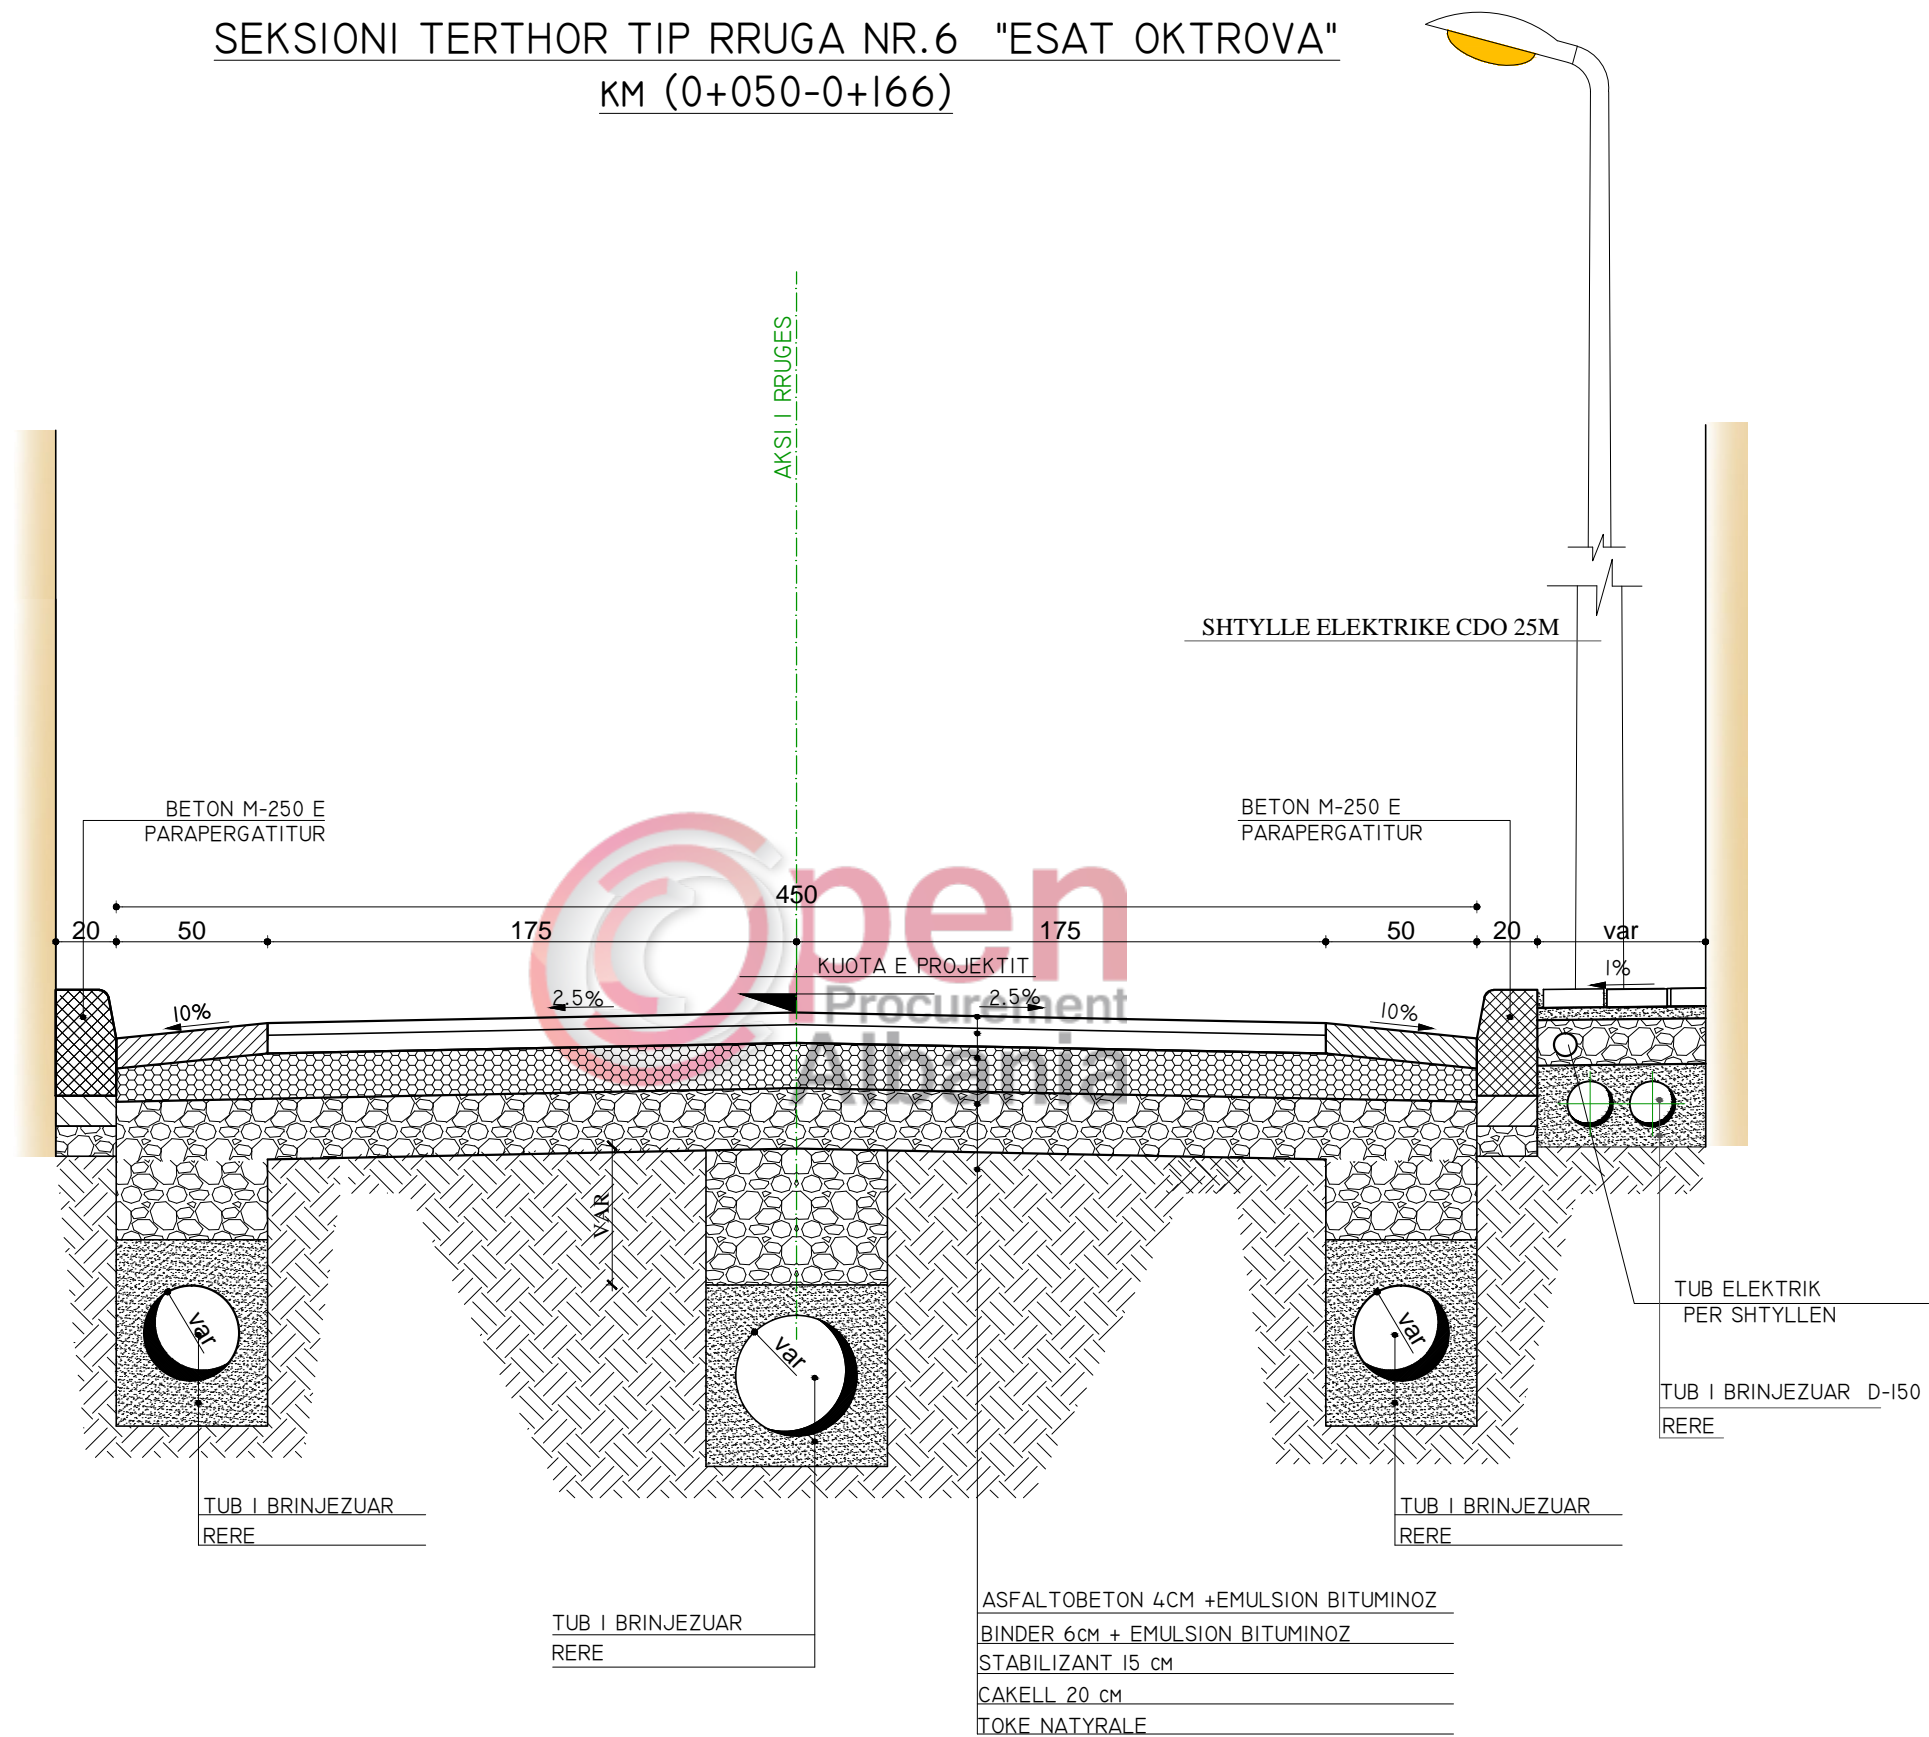 SEKSIONI TERTHOR TIP RRUGA NR.6 "ESAT OKTROVA"
KM (0+050-0+166)
AKSI I RRUGES
SHTYLLE ELEKTRIKE CDO 25M
BETON M-250 E
PARAPERGATITUR
BETON M-250 E
PARAPERGATITUR
450
20 50 175 175 50 20 var
KUOTA E PROJEKTIT
1%
10% 2.5% 2.5% 10%
Open
Procurement
Albania
VAR
var
var
var
TUB ELEKTRIK
PER SHTYLLEN
TUB I BRINJEZUAR D-150
RERE
TUB I BRINJEZUAR
RERE
TUB I BRINJEZUAR
RERE
TUB I BRINJEZUAR
RERE
ASFALTOBETON 4CM +EMULSION BITUMINOZ
BINDER 6CM + EMULSION BITUMINOZ
STABILIZANT 15 CM
CAKELL 20 CM
TOKE NATYRALE